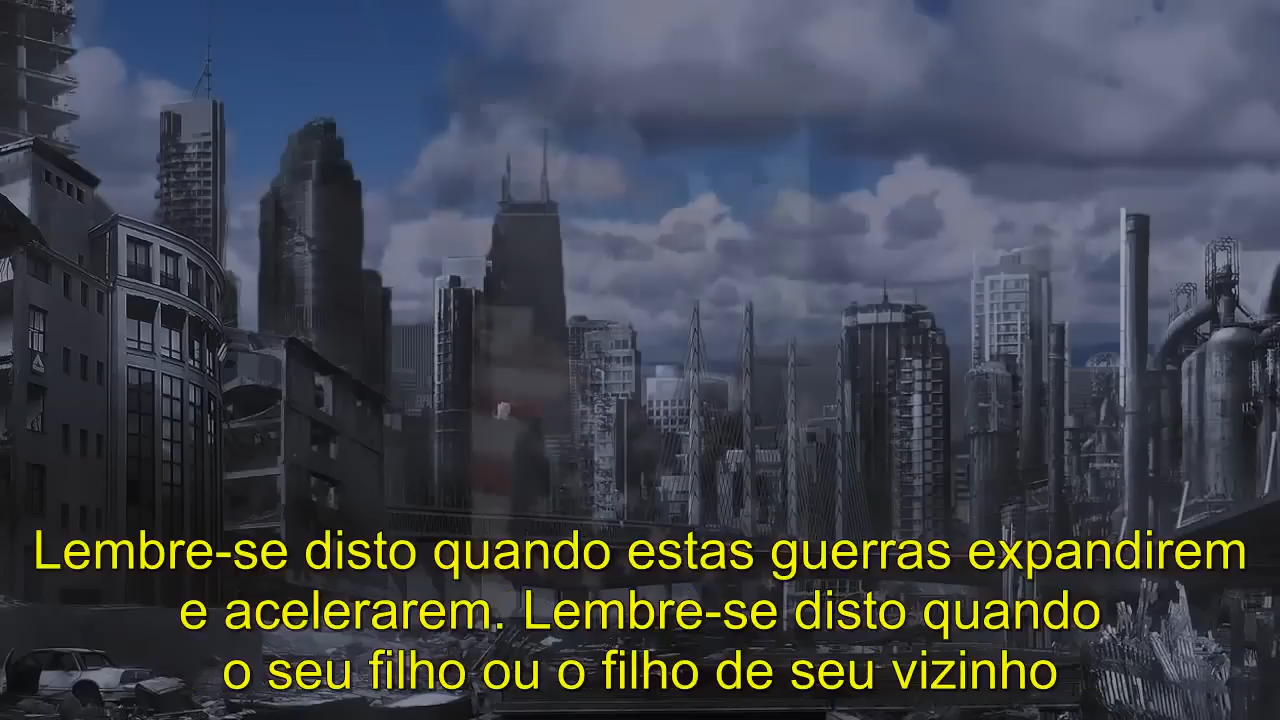 Lembre-se disto quando estas guerras expandirem
e acelerarem. Lembre-se disto quando
o seu filho ou o filho de seu vizinho